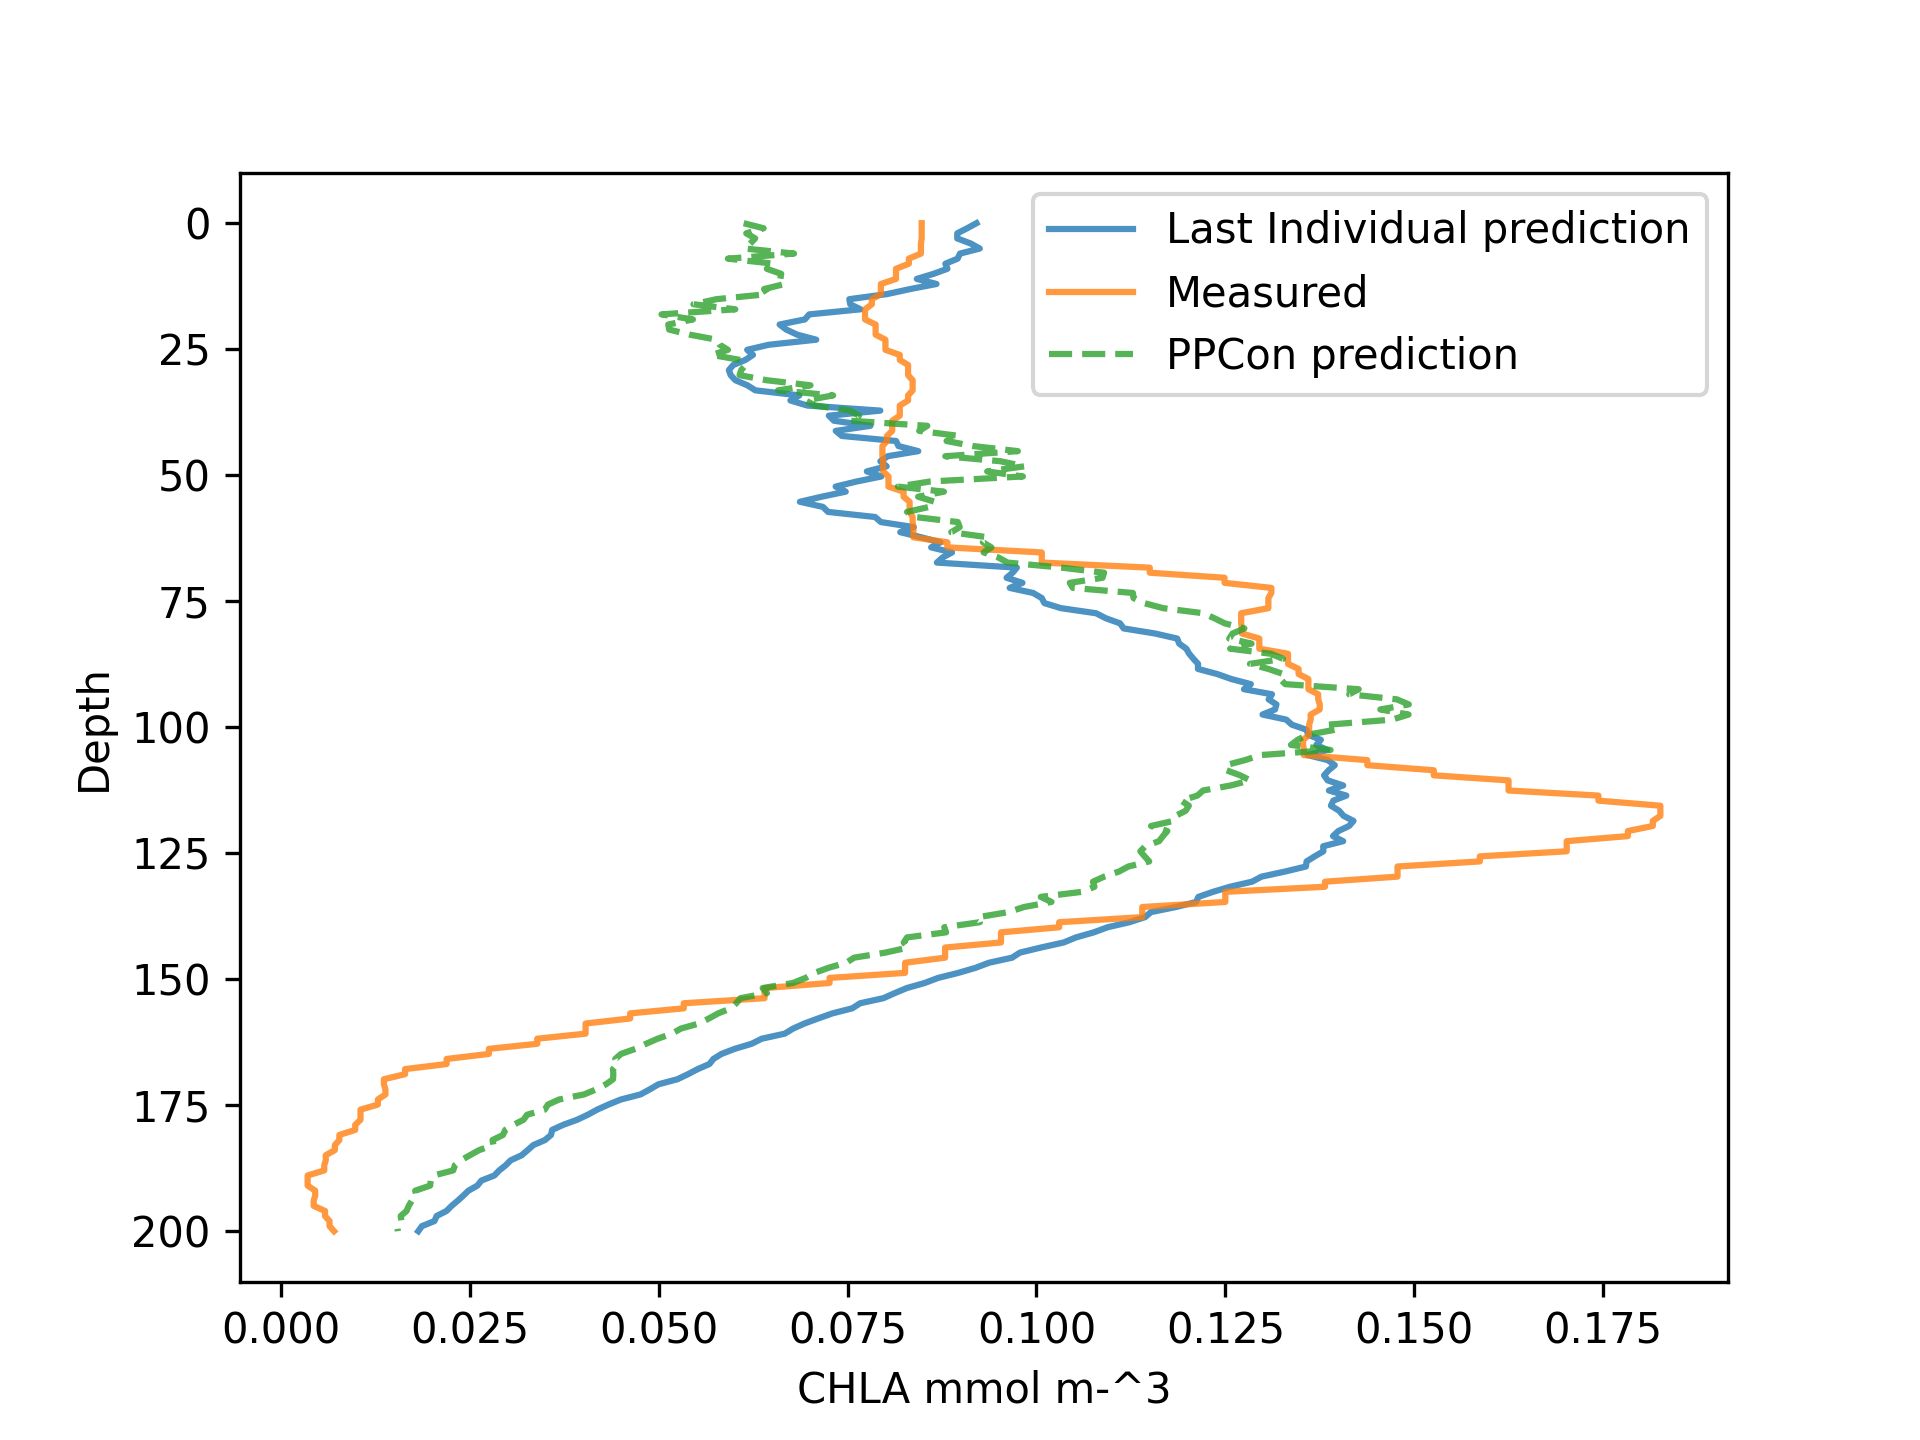 Last Individual prediction
Measured
PPCon prediction
0
25
50
75
100
125
150
175
200
Depth
0.000 0.025 0.050 0.075 0.100 0.125 0.150 0.175
CHLA mmol m-^3